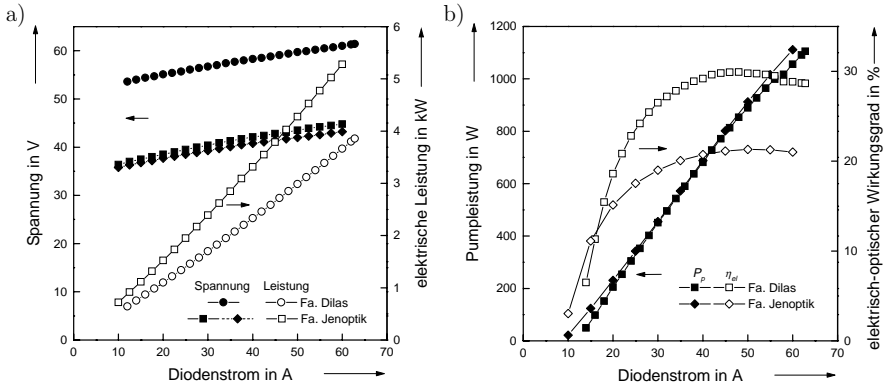 a)
Spannung in V
60
50
40
30
20
10
0
0 10 20 30 40 50 60 70
Diodenstrom in A
6
5
4
3
2
1
0
elektrische Leistung in kW
Spannung Leistung
Fa. Dilas
Fa. Jenoptik
b)
Pumpleistung in W
1200
1000
800
600
400
200
0
0 10 20 30 40 50 60 70
Diodenstrom in A
30
20
10
0
elektrisch-optischer Wirkungsgrad in %
Pp ηel
Fa. Dilas
Fa. Jenoptik